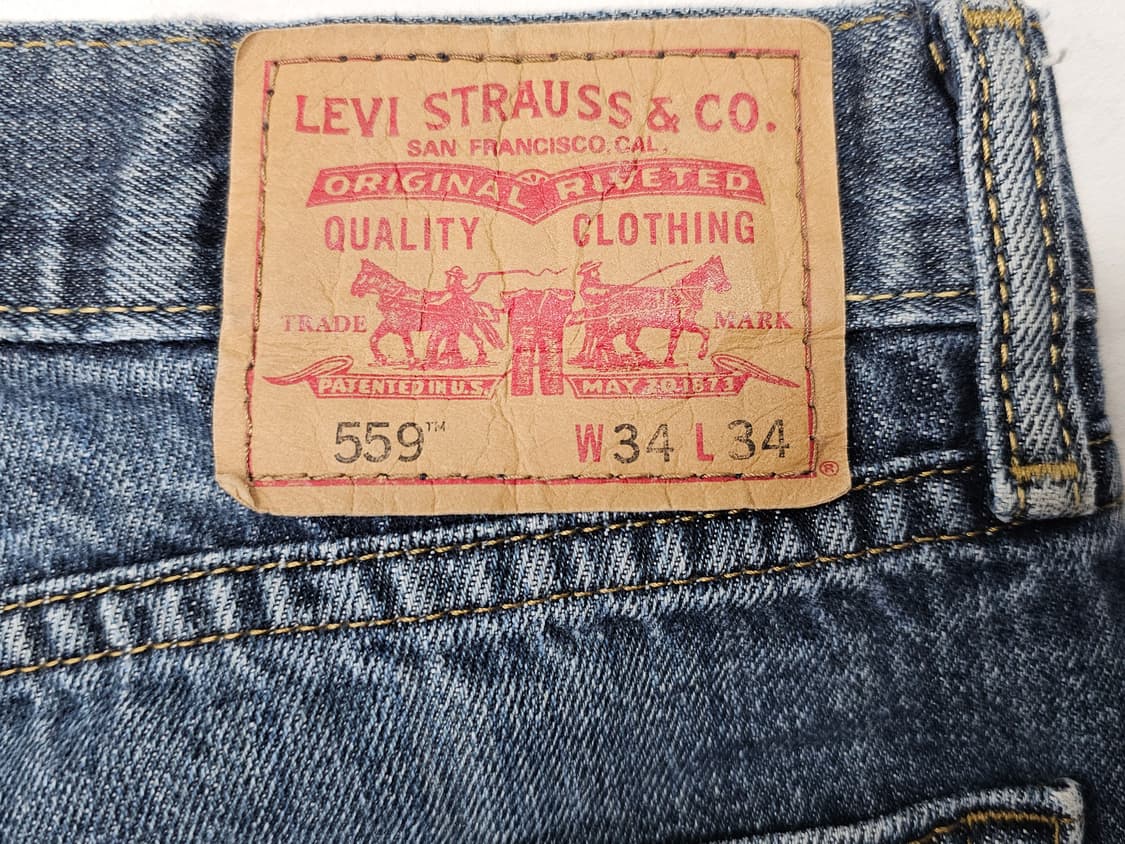 LEVI STRAUSS & CO.
SAN FRANCISCO, CAL.
ORIGINAL RIVETED
QUALITY CLOTHING
TRADE MARK
PATENTED IN U.S. MAY 20 1873
559™ W34 L34
®